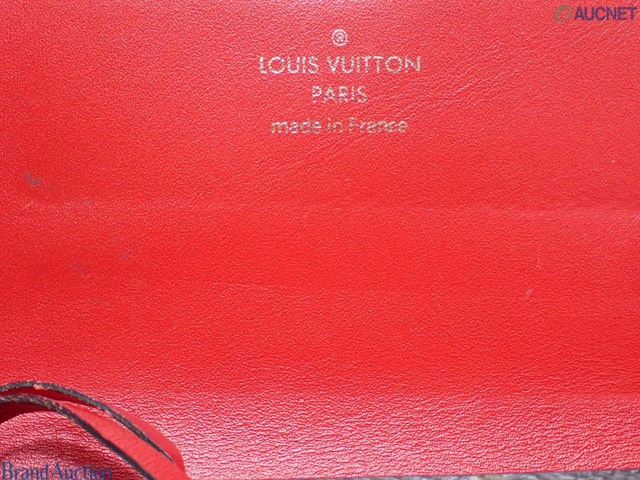 AUCNET
®
LOUIS VUITTON
PARIS
made in France
Brand Auction